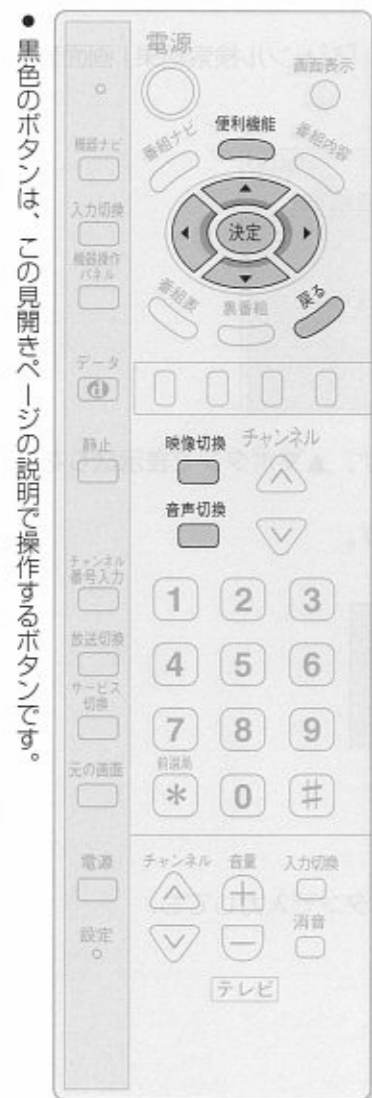 ● 黒色のボタンは、この見開きページの説明で操作するボタンです。
電源
画面表示
機器ナビ
番組ナビ
便利機能
番組内容
入力切換
決定
機器操作
パネル
番組表
裏番組
戻る
データ
d
静止
映像切換
チャンネル
音声切換
チャンネル
番号入力
1 2 3
放送切換
4 5 6
サービス
切換
7 8 9
元の画面
前選局
* 0 #
電源
チャンネル 音量 入力切換
+
消音
設定
−
テレビ